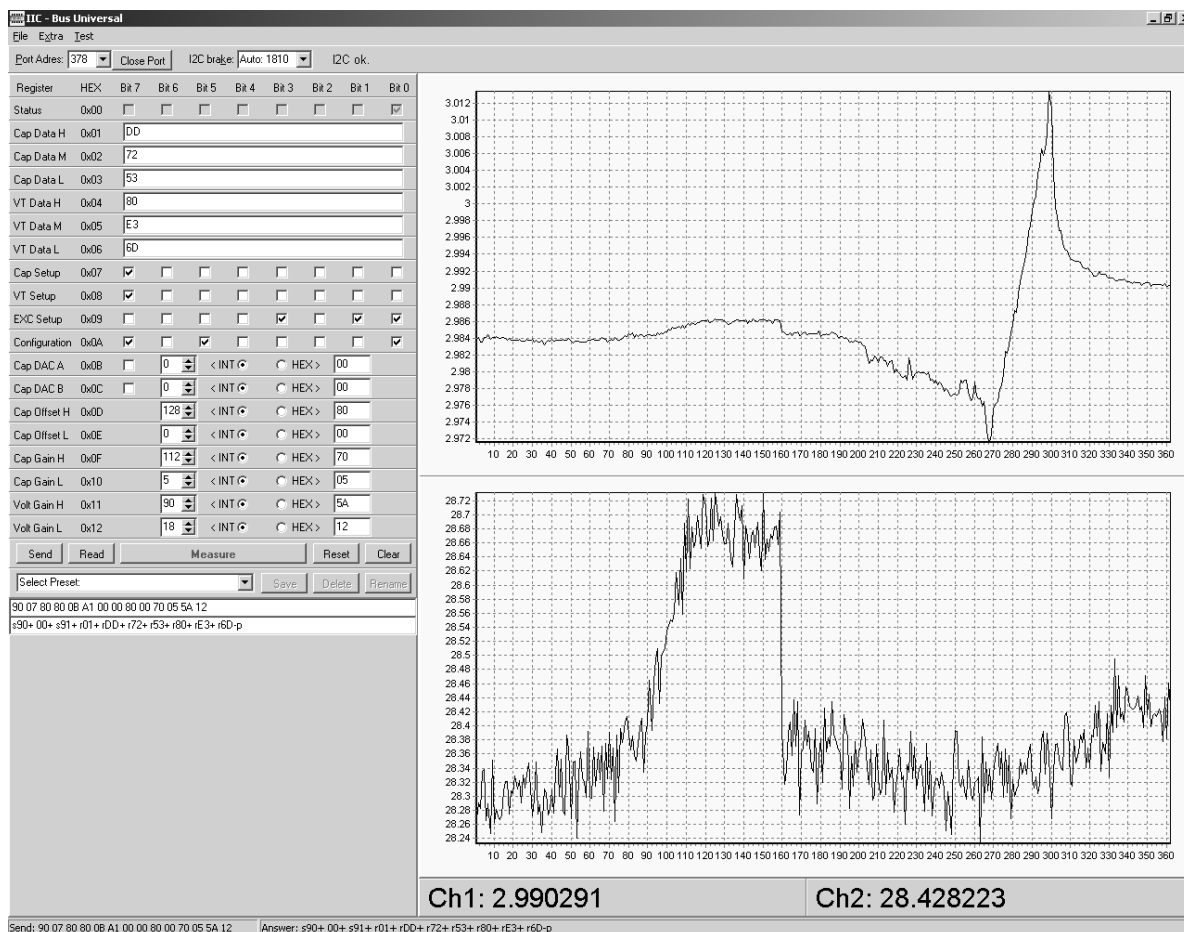 IIC - Bus Universal
File Extra Test
Port Adres: 378 Close Port I2C brake: Auto: 1810 I2C ok.
Register HEX Bit 7 Bit 6 Bit 5 Bit 4 Bit 3 Bit 2 Bit 1 Bit 0
Status 0x00
Cap Data H 0x01 DD
Cap Data M 0x02 72
Cap Data L 0x03 53
VT Data H 0x04 80
VT Data M 0x05 E3
VT Data L 0x06 6D
Cap Setup 0x07
VT Setup 0x08
EXC Setup 0x09
Configuration 0x0A
Cap DAC A 0x0B 0 < INT HEX > 00
Cap DAC B 0x0C 0 < INT HEX > 00
Cap Offset H 0x0D 128 < INT HEX > 80
Cap Offset L 0x0E 0 < INT HEX > 00
Cap Gain H 0x0F 112 < INT HEX > 70
Cap Gain L 0x10 5 < INT HEX > 05
Volt Gain H 0x11 90 < INT HEX > 5A
Volt Gain L 0x12 18 < INT HEX > 12
Send Read Measure Reset Clear
Select Preset: Save Delete Rename
90 07 80 80 0B A1 00 00 80 00 70 05 5A 12
s90+ 00+ s91+ r01+ rDD+ r72+ r53+ r80+ rE3+ r6D-p
3.012
3.01
3.008
3.006
3.004
3.002
3
2.998
2.996
2.994
2.992
2.99
2.988
2.986
2.984
2.982
2.98
2.978
2.976
2.974
2.972
10 20 30 40 50 60 70 80 90 100 110 120 130 140 150 160 170 180 190 200 210 220 230 240 250 260 270 280 290 300 310 320 330 340 350 360
28.72
28.7
28.68
28.66
28.64
28.62
28.6
28.58
28.56
28.54
28.52
28.5
28.48
28.46
28.44
28.42
28.4
28.38
28.36
28.34
28.32
28.3
28.28
28.26
28.24
10 20 30 40 50 60 70 80 90 100 110 120 130 140 150 160 170 180 190 200 210 220 230 240 250 260 270 280 290 300 310 320 330 340 350 360
Ch1: 2.990291 Ch2: 28.428223
Send: 90 07 80 80 0B A1 00 00 80 00 70 05 5A 12 Answer: s90+ 00+ s91+ r01+ rDD+ r72+ r53+ r80+ rE3+ r6D-p